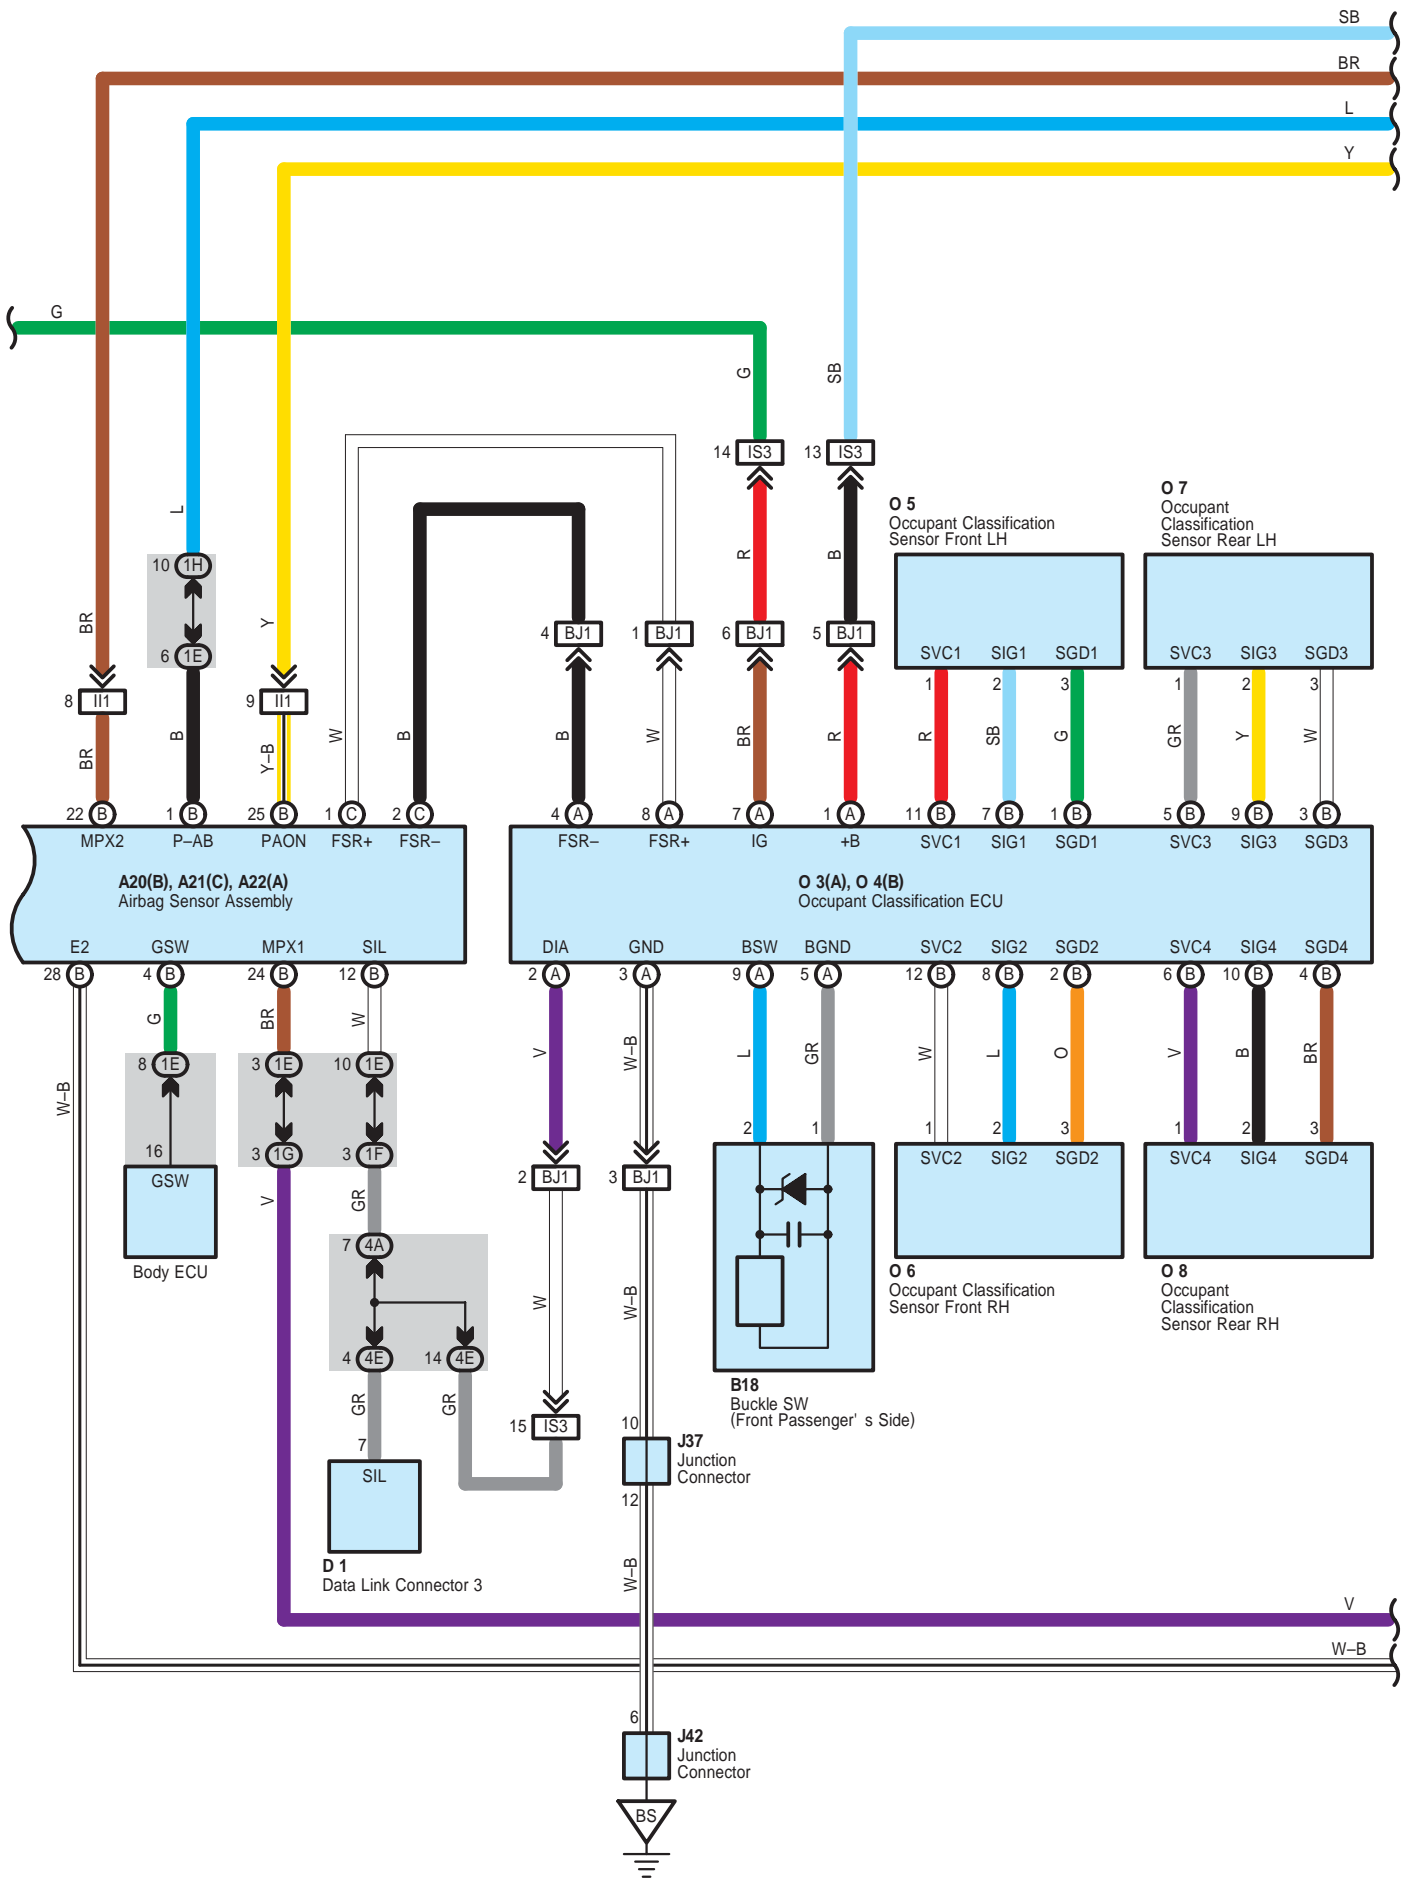 SB
BR
L
Y
G
G
SB
14 IS3
13 IS3
L
R
B
O 5
Occupant Classification
Sensor Front LH
O 7
Occupant
Classification
Sensor Rear LH
10 1H
BR
Y
6 1E
4 BJ1
1 BJ1
6 BJ1
5 BJ1
SVC1 SIG1 SGD1
SVC3 SIG3 SGD3
1 2 3
1 2 3
8 II1
9 II1
BR
B
Y–B
W
B
B
W
BR
R
R
SB
G
GR
Y
W
22 B
1 B
25 B
1 C
2 C
4 A
8 A
7 A
1 A
11 B
7 B
1 B
5 B
9 B
3 B
MPX2 P–AB PAON FSR+ FSR–
FSR– FSR+ IG +B SVC1 SIG1 SGD1 SVC3 SIG3 SGD3
A20(B), A21(C), A22(A)
Airbag Sensor Assembly
O 3(A), O 4(B)
Occupant Classification ECU
E2 GSW MPX1 SIL
DIA GND BSW BGND SVC2 SIG2 SGD2 SVC4 SIG4 SGD4
28 B
4 B
24 B
12 B
2 A
3 A
9 A
5 A
12 B
8 B
2 B
6 B
10 B
4 B
G
BR
W
V
W–B
L
GR
W
L
O
V
B
BR
W–B
8 1E
3 1E
10 1E
16
3 1G
3 1F
2 1
1 2 3
1 2 3
GSW
Body ECU
V
GR
2 BJ1
3 BJ1
SVC2 SIG2 SGD2
SVC4 SIG4 SGD4
7 4A
W
W–B
O 6
Occupant Classification
Sensor Front RH
O 8
Occupant
Classification
Sensor Rear RH
4 4E
14 4E
GR
GR
B18
Buckle SW
(Front Passenger' s Side)
15 IS3
10
J37
Junction
Connector
12
7
SIL
D 1
Data Link Connector 3
W–B
V
W–B
6
J42
Junction
Connector
BS